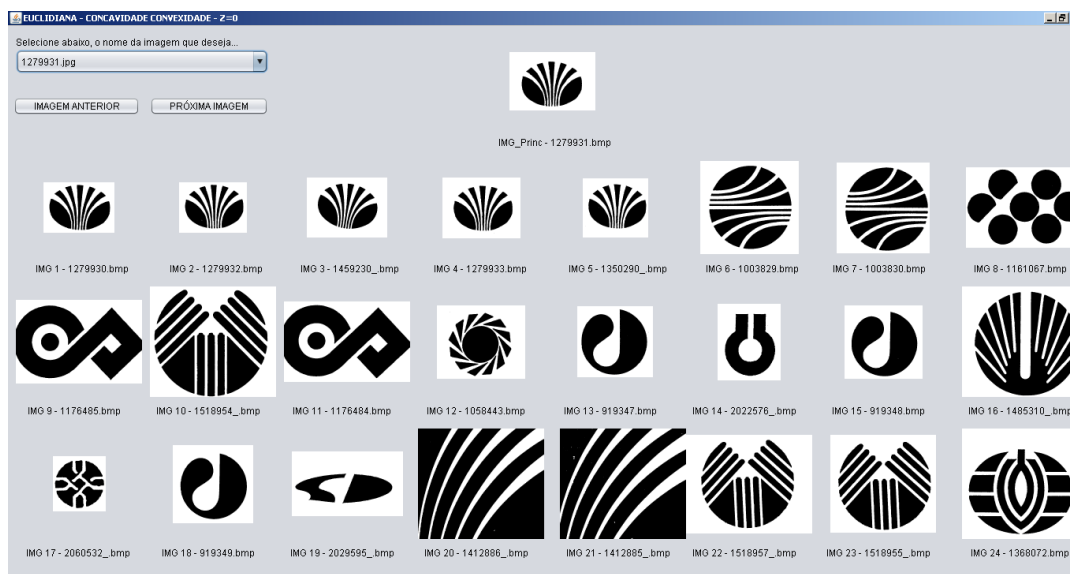 EUCLIDIANA - CONCAVIDADE CONVEXIDADE - Z=0
Selecione abaixo, o nome da imagem que deseja...
1279931.jpg
IMAGEM ANTERIOR PRÓXIMA IMAGEM
IMG_Princ - 1279931.bmp
IMG 1 - 1279930.bmp IMG 2 - 1279932.bmp IMG 3 - 1459230_.bmp IMG 4 - 1279933.bmp IMG 5 - 1350290_.bmp IMG 6 - 1003829.bmp IMG 7 - 1003830.bmp IMG 8 - 1161067.bmp
IMG 9 - 1176485.bmp IMG 10 - 1518954_.bmp IMG 11 - 1176484.bmp IMG 12 - 1058443.bmp IMG 13 - 919347.bmp IMG 14 - 2022576_.bmp IMG 15 - 919348.bmp IMG 16 - 1485310_.bmp
IMG 17 - 2060532_.bmp IMG 18 - 919349.bmp IMG 19 - 2029595_.bmp IMG 20 - 1412886_.bmp IMG 21 - 1412885_.bmp IMG 22 - 1518957_.bmp IMG 23 - 1518955_.bmp IMG 24 - 1368072.bmp